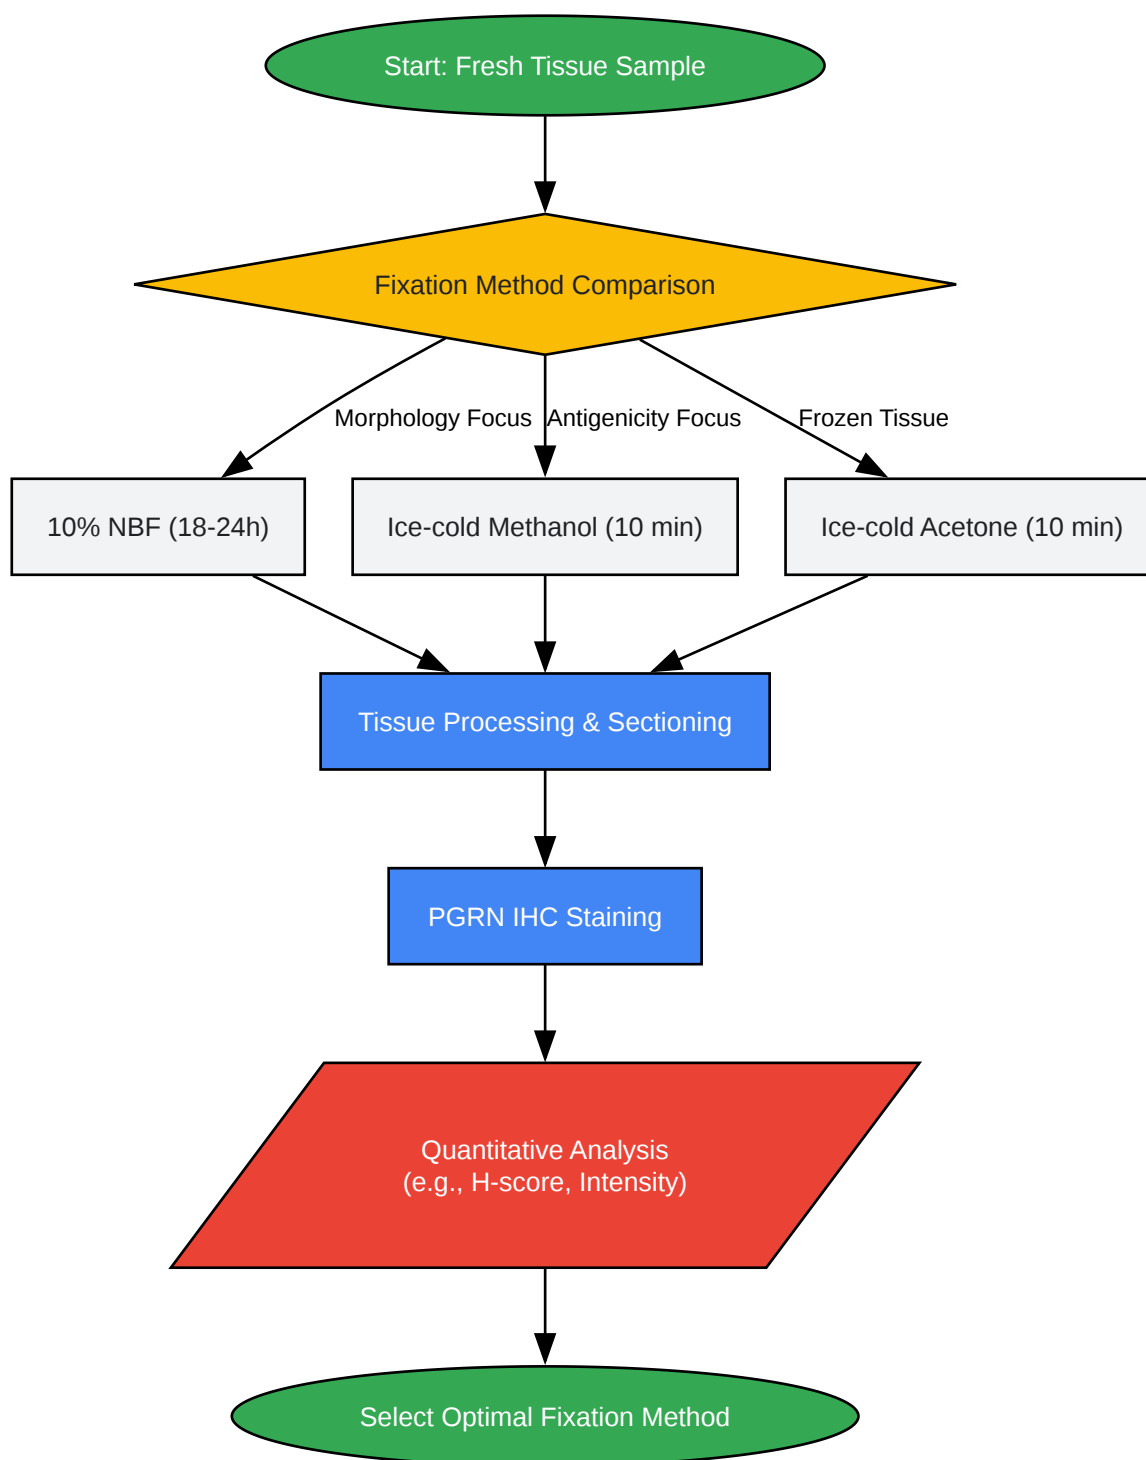 Start: Fresh Tissue Sample
Fixation Method Comparison
Morphology Focus
Antigenicity Focus
Frozen Tissue
10% NBF (18-24h)
Ice-cold Methanol (10 min)
Ice-cold Acetone (10 min)
Tissue Processing & Sectioning
PGRN IHC Staining
Quantitative Analysis
(e.g., H-score, Intensity)
Select Optimal Fixation Method